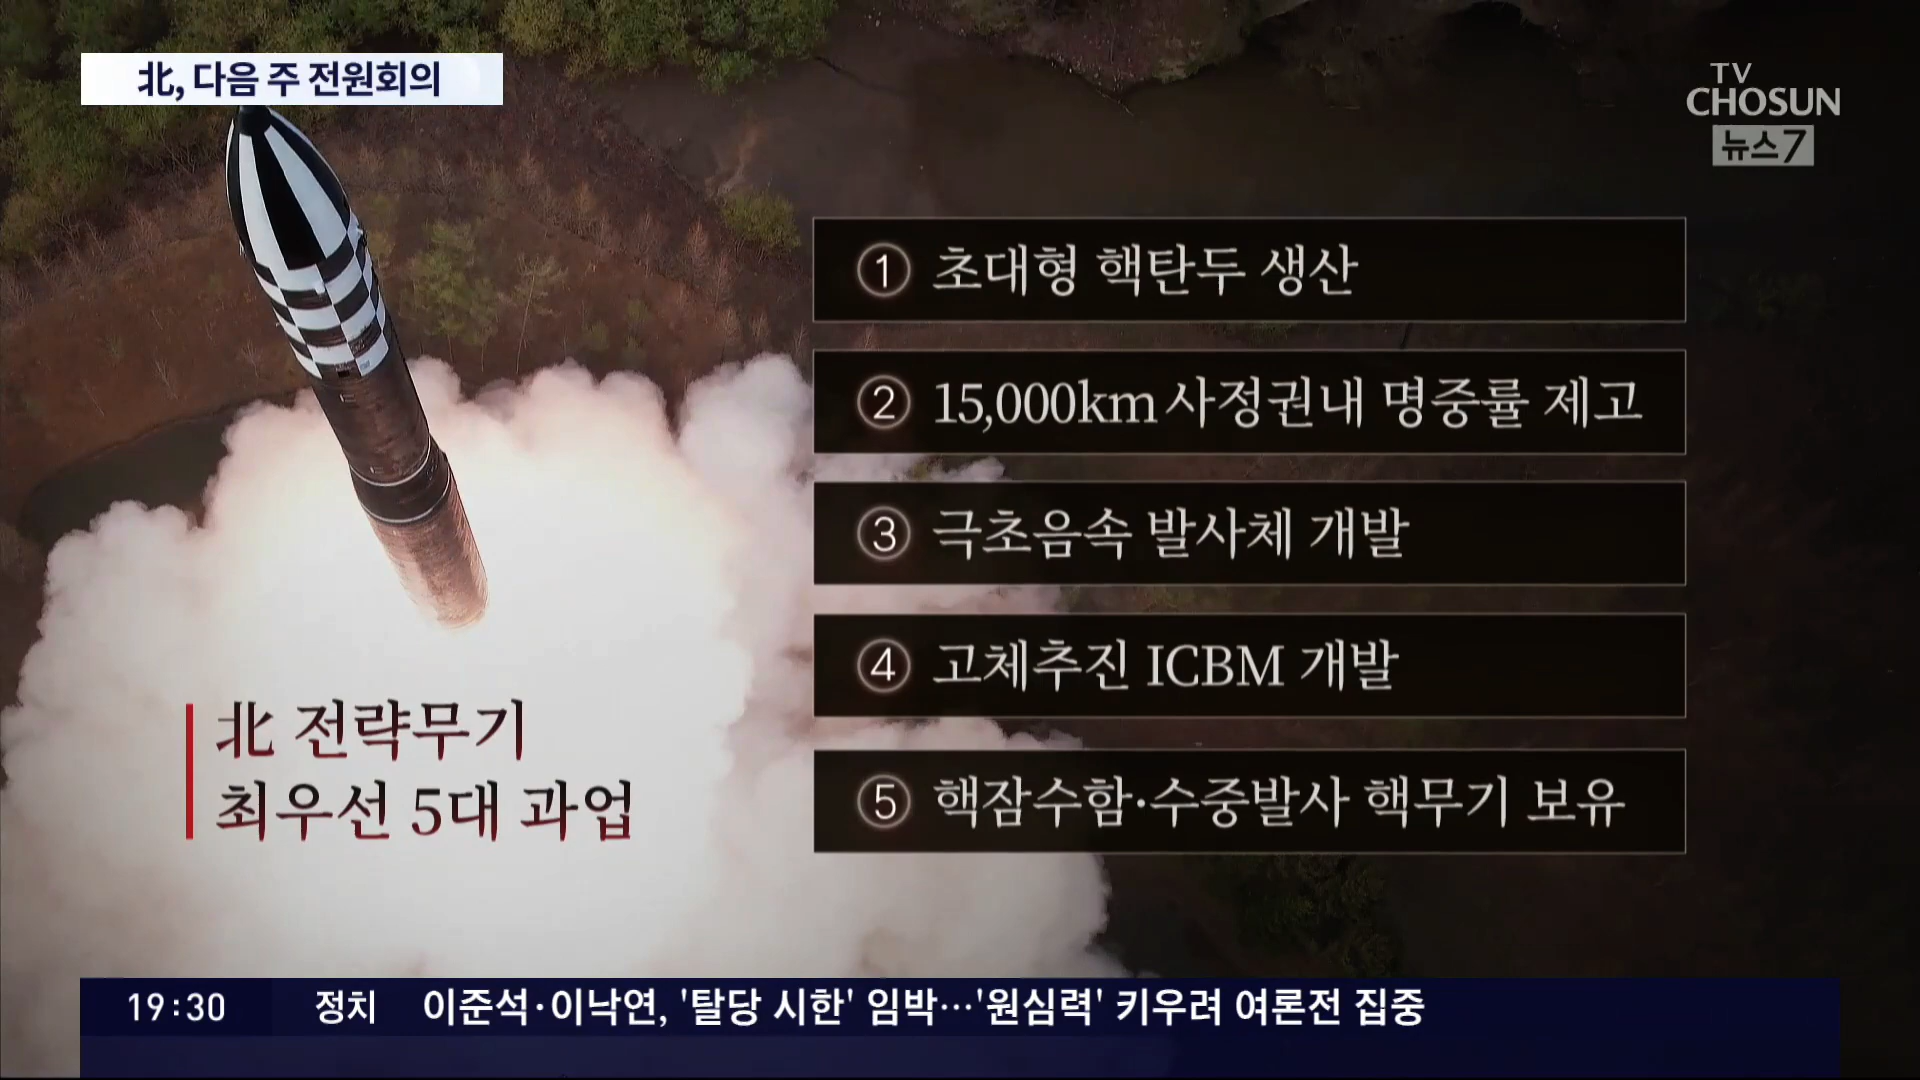 北, 다음 주 전원회의
TV
CHOSUN
뉴스7
① 초대형 핵탄두 생산
② 15,000km 사정권내 명중률 제고
③ 극초음속 발사체 개발
④ 고체추진 ICBM 개발
⑤ 핵잠수함·수중발사 핵무기 보유
北 전략무기
최우선 5대 과업
19:30 정치 이준석·이낙연, '탈당 시한' 임박…'원심력' 키우려 여론전 집중